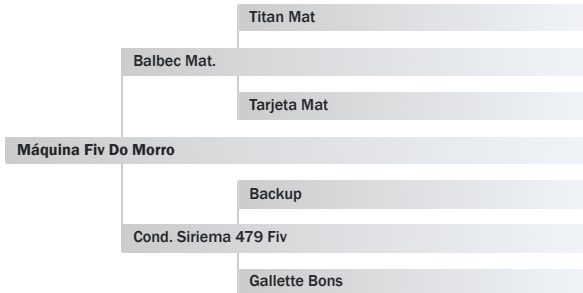 Titan Mat
Balbec Mat.
Tarjeta Mat
Máquina Fiv Do Morro
Backup
Cond. Siriema 479 Fiv
Gallette Bons